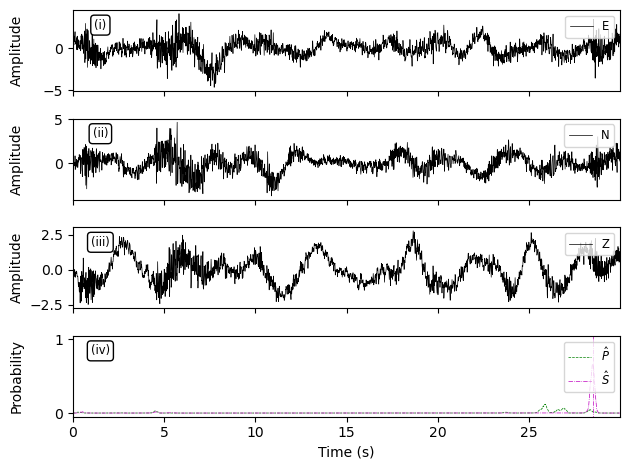 Amplitude
0
−5
(i)
E
Amplitude
5
0
(ii)
N
Amplitude
2.5
0.0
−2.5
(iii)
Z
Probability
1
0
(iv)
P̂
Ŝ
0 5 10 15 20 25
Time (s)